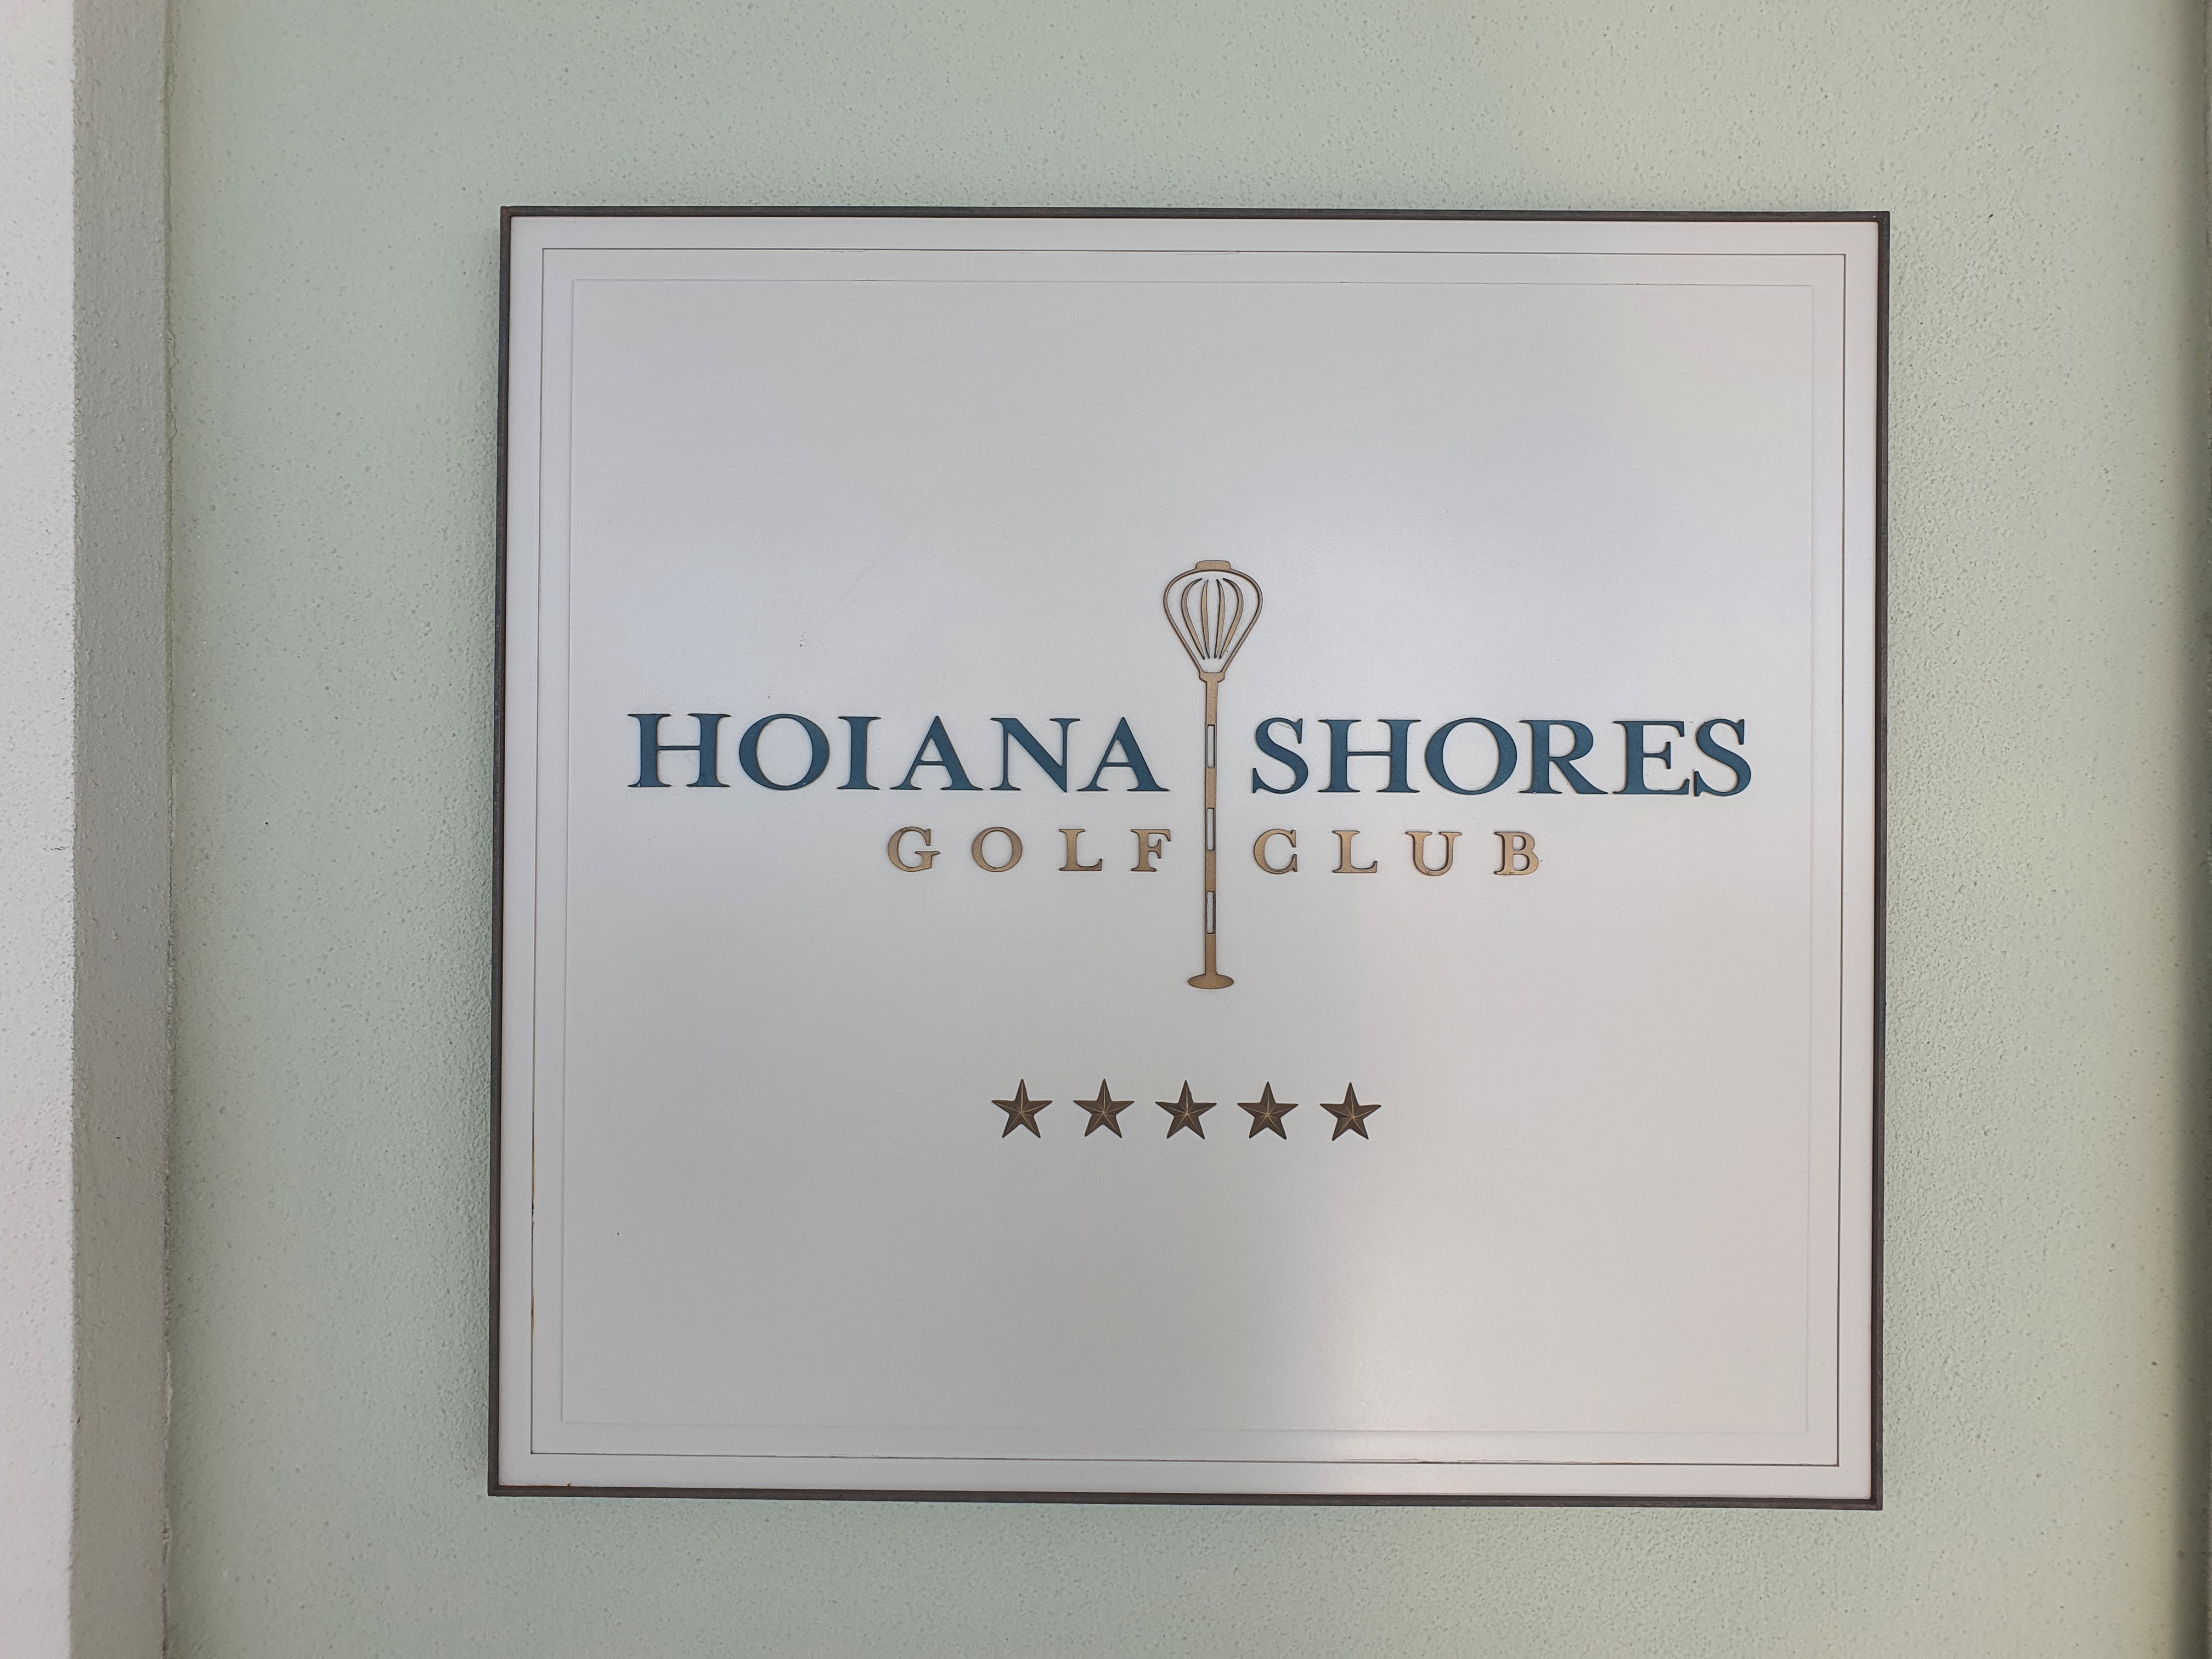 HOIANA SHORES
GOLF CLUB